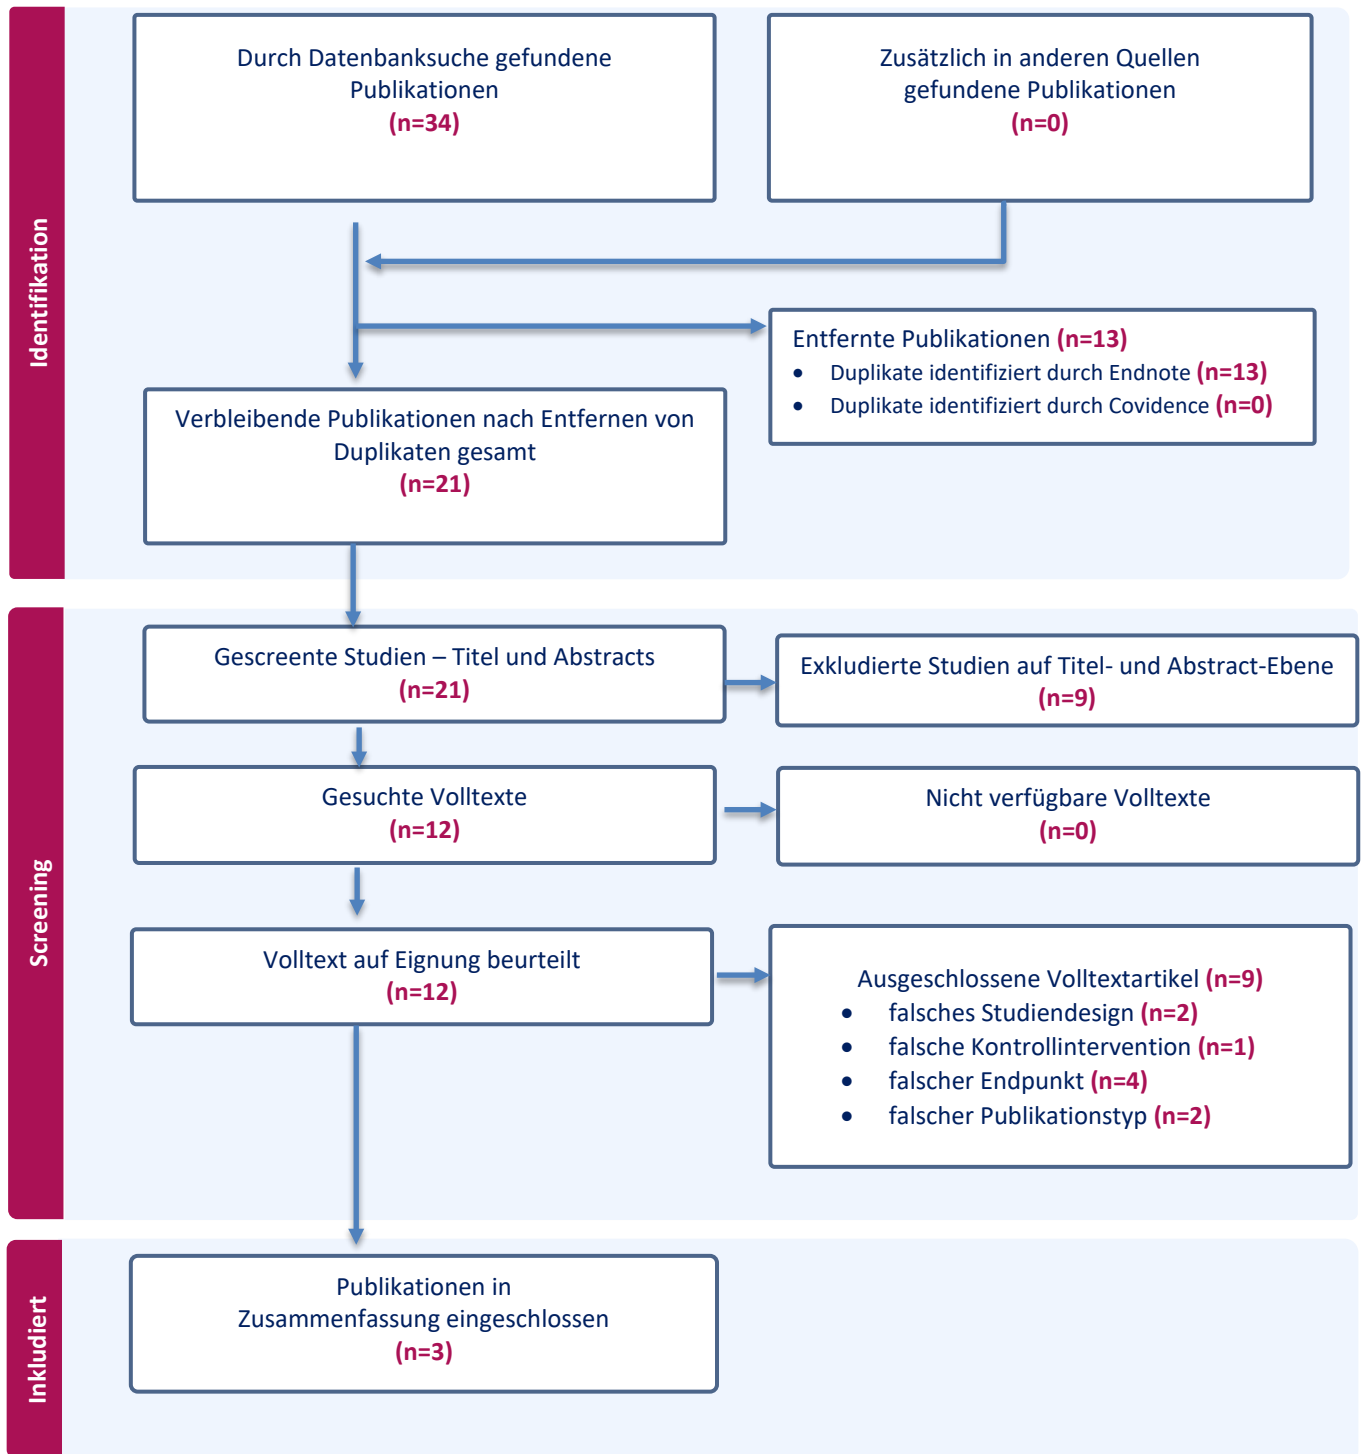 Identifikation
Durch Datenbanksuche gefundene
Publikationen
(n=34)
Zusätzlich in anderen Quellen
gefundene Publikationen
(n=0)
Entfernte Publikationen (n=13)
• Duplikate identifiziert durch Endnote (n=13)
• Duplikate identifiziert durch Covidence (n=0)
Verbleibende Publikationen nach Entfernen von
Duplikaten gesamt
(n=21)
Screening
Gescreente Studien – Titel und Abstracts
(n=21)
Exkludierte Studien auf Titel- und Abstract-Ebene
(n=9)
Gesuchte Volltexte
(n=12)
Nicht verfügbare Volltexte
(n=0)
Volltext auf Eignung beurteilt
(n=12)
Ausgeschlossene Volltextartikel (n=9)
• falsches Studiendesign (n=2)
• falsche Kontrollintervention (n=1)
• falscher Endpunkt (n=4)
• falscher Publikationstyp (n=2)
Inkludiert
Publikationen in
Zusammenfassung eingeschlossen
(n=3)